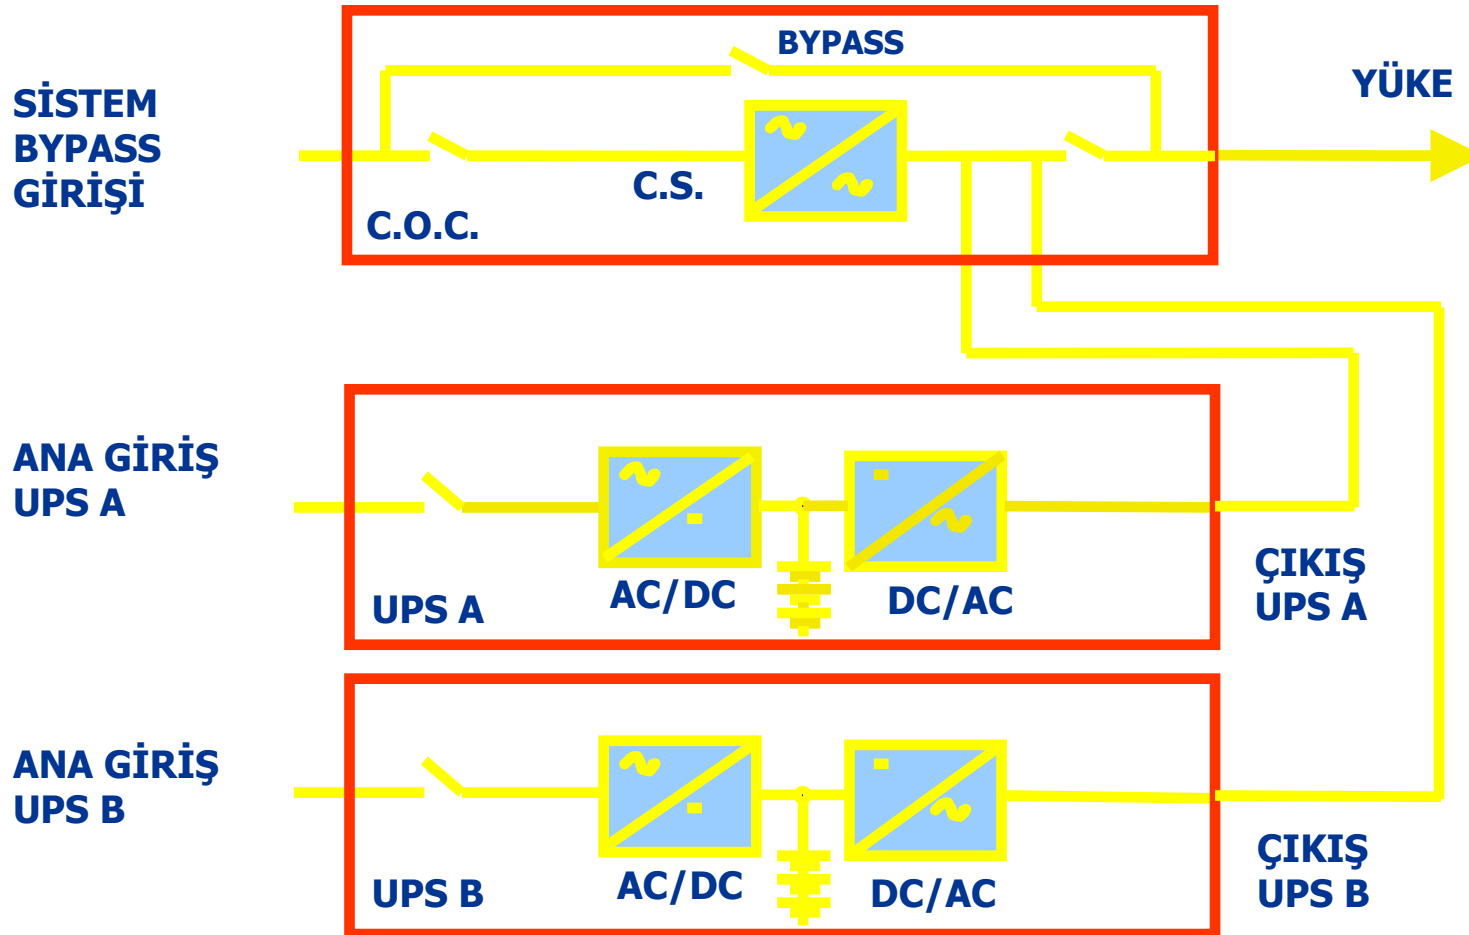 BYPASS
YÜKE
SİSTEM
BYPASS
GİRİŞİ
C.S.
C.O.C.
ANA GİRİŞ
UPS A
AC/DC
DC/AC
UPS A
ÇIKIŞ
UPS A
ANA GİRİŞ
UPS B
AC/DC
DC/AC
UPS B
ÇIKIŞ
UPS B